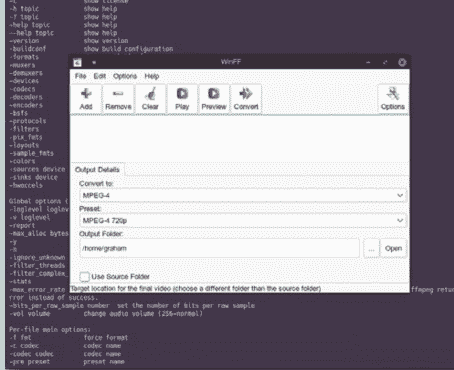 -L show license
-h topic show help
-? topic show help
-help topic show help
--help topic show help
-version show version
-buildconf show build configuration
-formats
-muxers
-demuxers
-devices
-codecs
-decoders
-encoders
-bsfs
-protocols
-filters
-pix_fmts
-layouts
-sample_fmts
-colors
-sources device
-sinks device
-hwaccels
WinFF
File Edit Options Help
Add Remove Clear Play Preview Convert Options
Output Details
Convert to:
MPEG-4
Preset:
MPEG-4 720p
Output Folder:
/home/graham
... Open
Use Source Folder
Target location for the final video (choose a different folder than the source folder)
Global options (
-loglevel loglev
-v loglevel
-report
-max_alloc bytes
-y
-n
-ignore_unknown
-filter_threads
-filter_complex_
-stats
-max_error_rate ffmpeg retur
rror instead of success.
-bits_per_raw_sample number set the number of bits per raw sample
-vol volume change audio volume (256=normal)
Per-file main options:
-f fmt force format
-c codec codec name
-codec codec codec name
-pre preset preset name